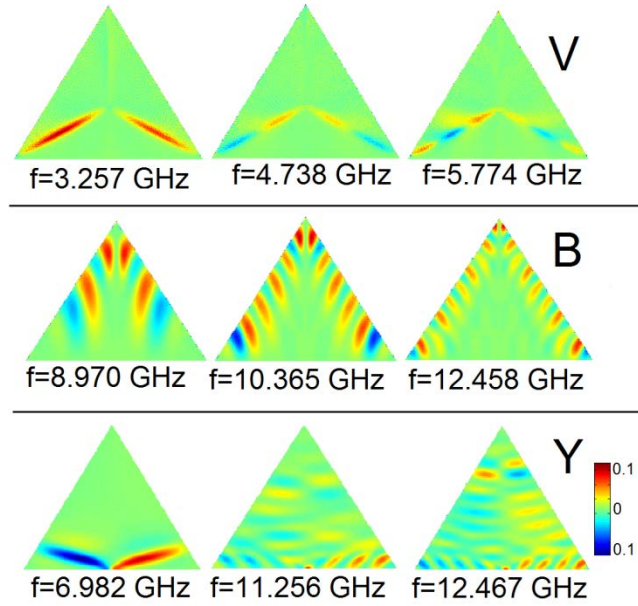 V
f=3.257 GHz f=4.738 GHz f=5.774 GHz
B
f=8.970 GHz f=10.365 GHz f=12.458 GHz
Y
0.1
0
0.1
f=6.982 GHz f=11.256 GHz f=12.467 GHz